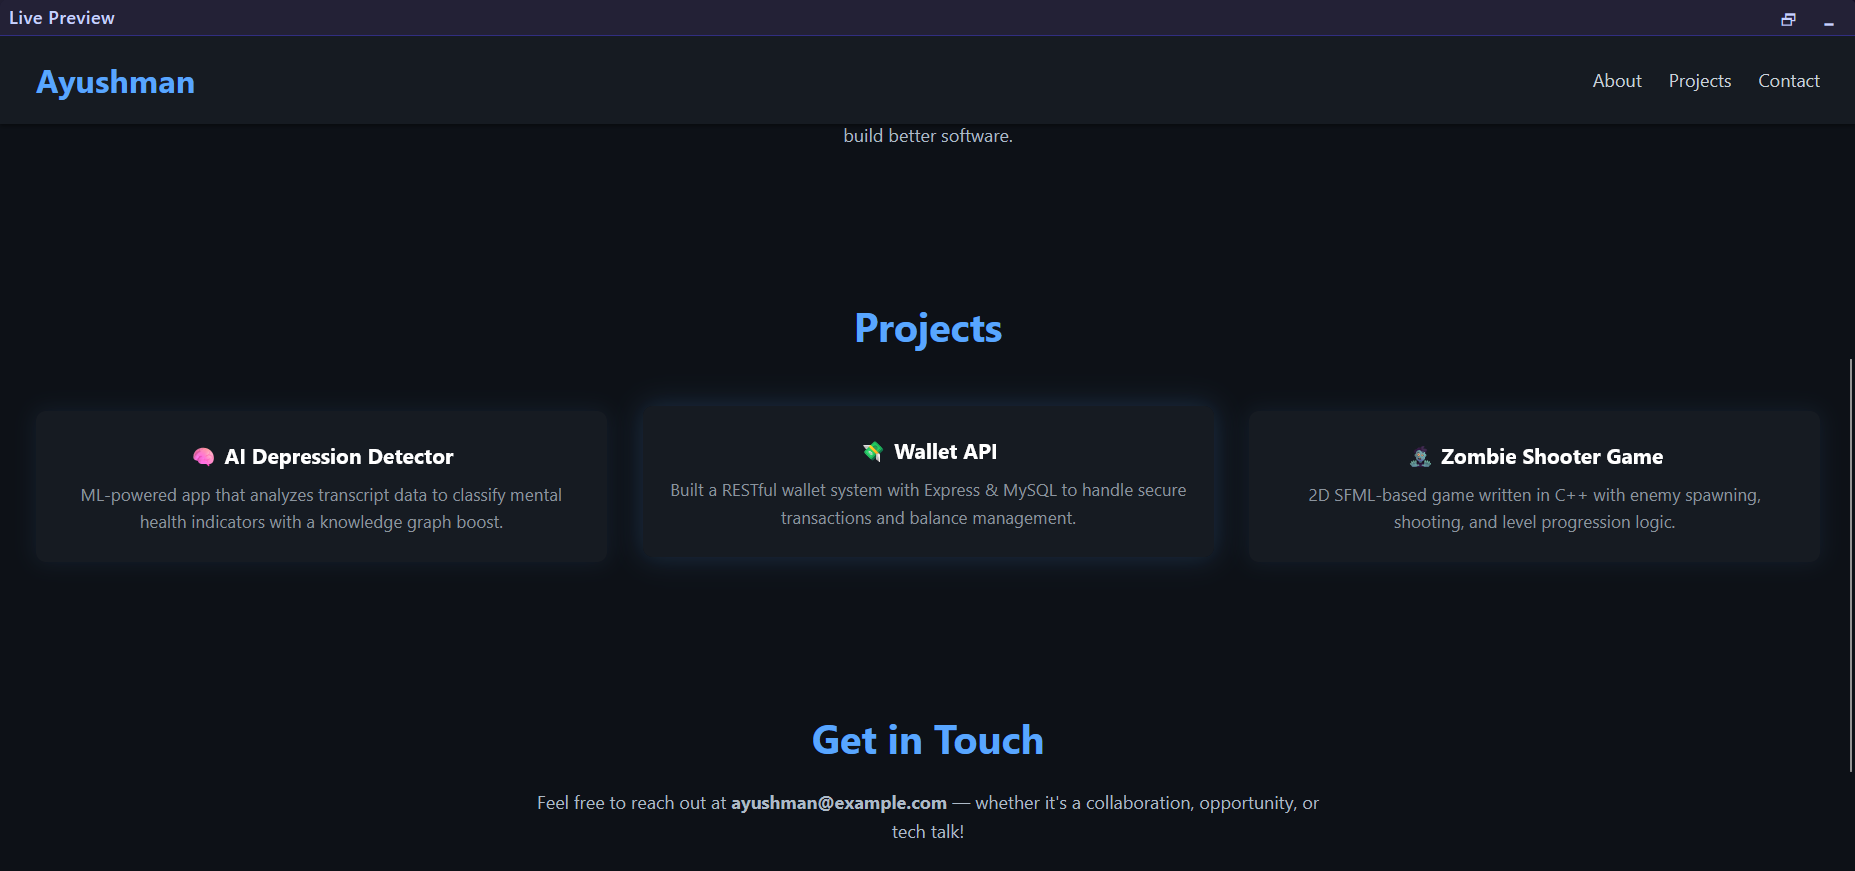 Live Preview
Ayushman
About Projects Contact
build better software.
Projects
🧠 AI Depression Detector
ML-powered app that analyzes transcript data to classify mental
health indicators with a knowledge graph boost.
💸 Wallet API
Built a RESTful wallet system with Express & MySQL to handle secure
transactions and balance management.
🧟 Zombie Shooter Game
2D SFML-based game written in C++ with enemy spawning,
shooting, and level progression logic.
Get in Touch
Feel free to reach out at ayushman@example.com — whether it's a collaboration, opportunity, or
tech talk!